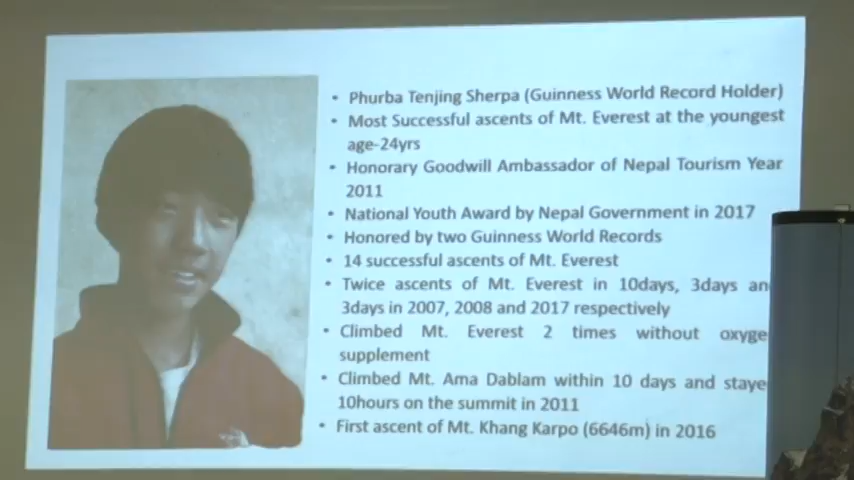 • Phurba Tenjing Sherpa (Guinness World Record Holder)
• Most Successful ascents of Mt. Everest at the youngest
age-24yrs
• Honorary Goodwill Ambassador of Nepal Tourism Year
2011
• National Youth Award by Nepal Government in 2017
• Honored by two Guinness World Records
• 14 successful ascents of Mt. Everest
• Twice ascents of Mt. Everest in 10days, 3days an
3days in 2007, 2008 and 2017 respectively
• Climbed Mt. Everest 2 times without oxyge
supplement
• Climbed Mt. Ama Dablam within 10 days and staye
10hours on the summit in 2011
• First ascent of Mt. Khang Karpo (6646m) in 2016